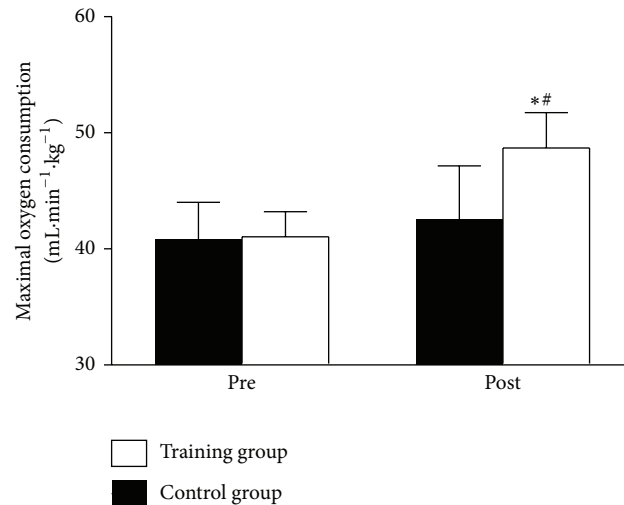 Maximal oxygen consumption
(mL·min⁻¹·kg⁻¹)
60
50
40
30
*#
Pre
Post
Training group
Control group